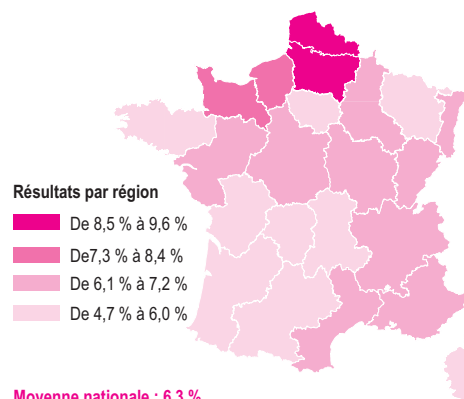 Résultats par région
De 8,5 % à 9,6 %
De7,3 % à 8,4 %
De 6,1 % à 7,2 %
De 4,7 % à 6,0 %
Moyenne nationale : 6,3 %